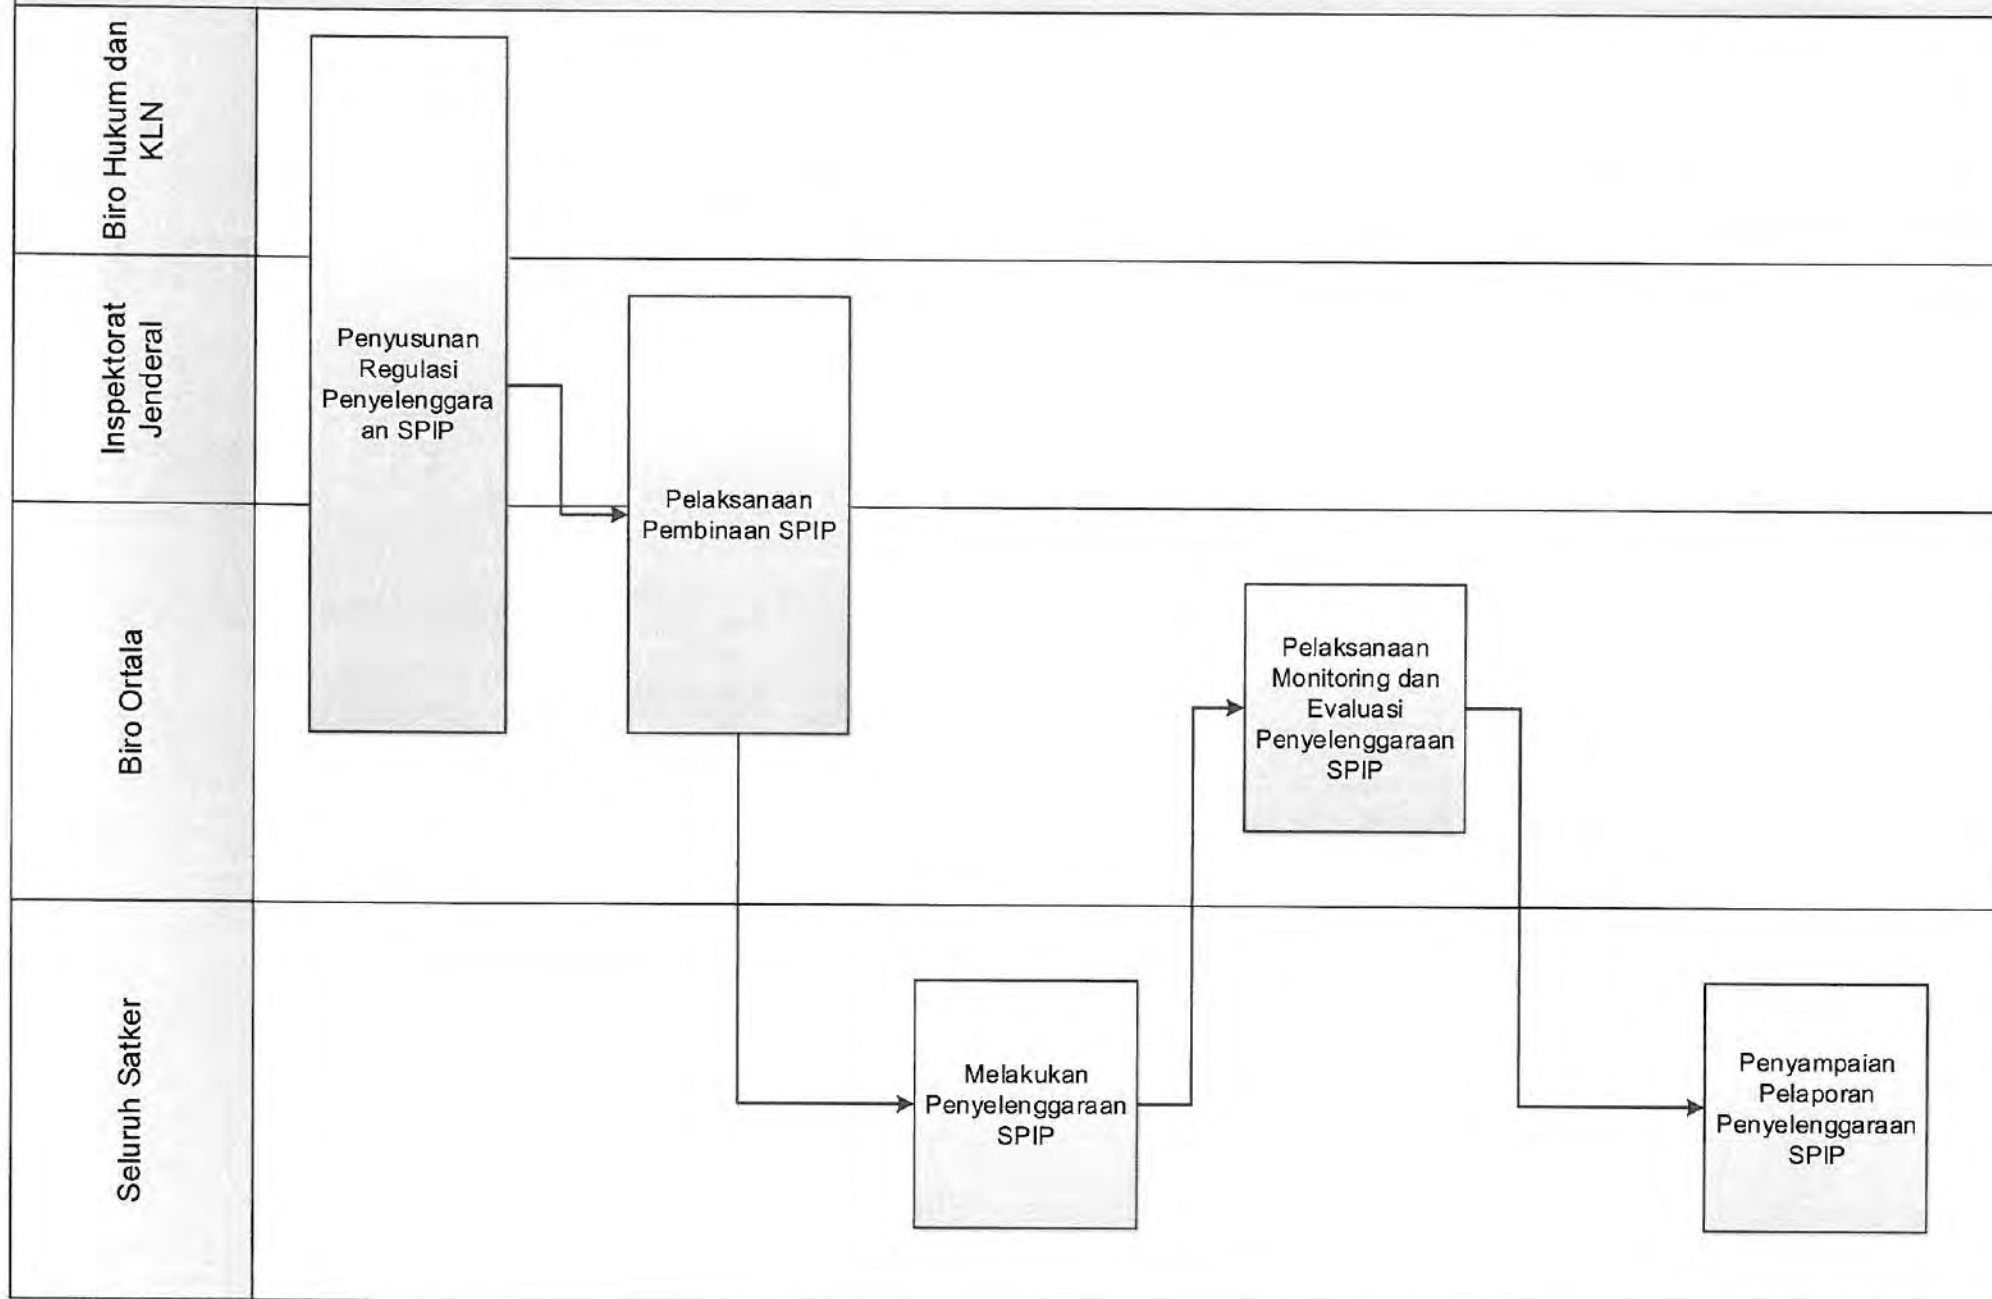 Biro Hukum dan
KLN
Inspektorat
Jenderal
Biro Ortala
Seluruh Satker
Penyusunan
Regulasi
Penyelenggara
an SPIP
Pelaksanaan
Pembinaan SPIP
Melakukan
Penyelenggaraan
SPIP
Pelaksanaan
Monitoring dan
Evaluasi
Penyelenggaraan
SPIP
Penyampaian
Pelaporan
Penyelenggaraan
SPIP